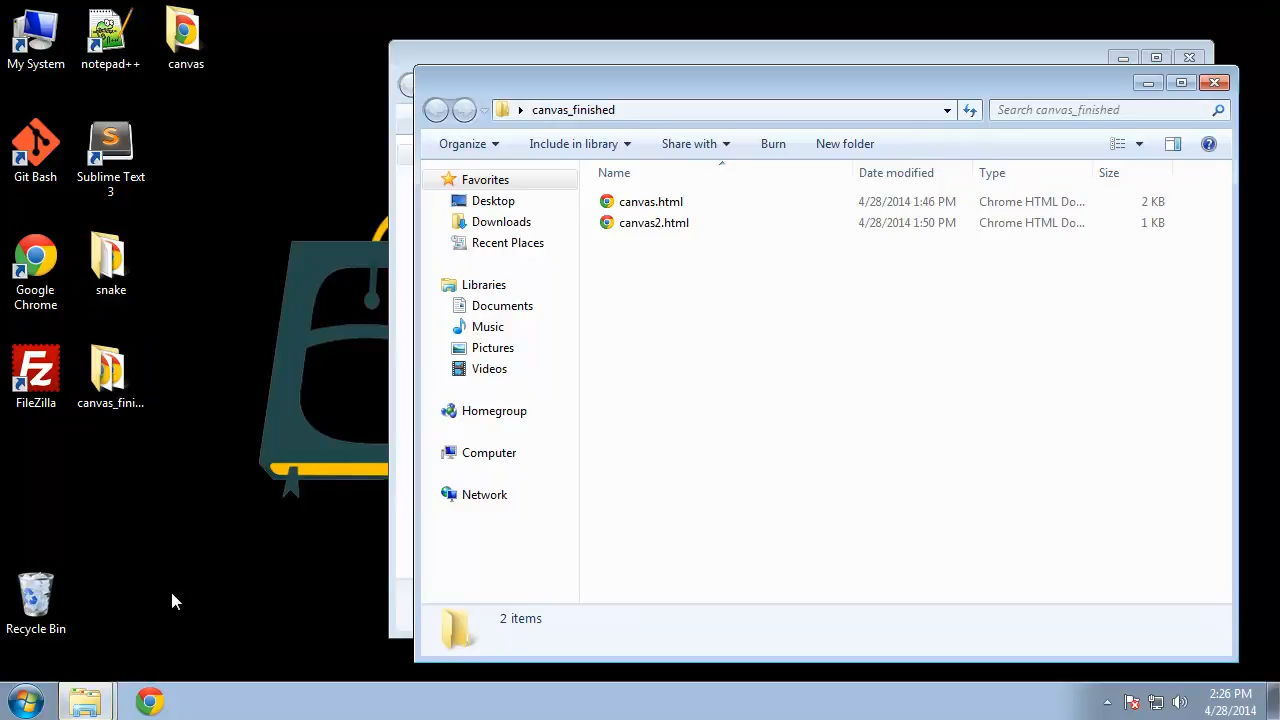 My System
notepad++
canvas
Git Bash
Sublime Text
3
Google
Chrome
snake
FileZilla
canvas_fini...
Recycle Bin
canvas_finished
Search canvas_finished
Organize
Include in library
Share with
Burn
New folder
Favorites
Desktop
Downloads
Recent Places
Libraries
Documents
Music
Pictures
Videos
Homegroup
Computer
Network
Name
Date modified
Type
Size
canvas.html
4/28/2014 1:46 PM
Chrome HTML Do...
2 KB
canvas2.html
4/28/2014 1:50 PM
Chrome HTML Do...
1 KB
2 items
2:26 PM
4/28/2014